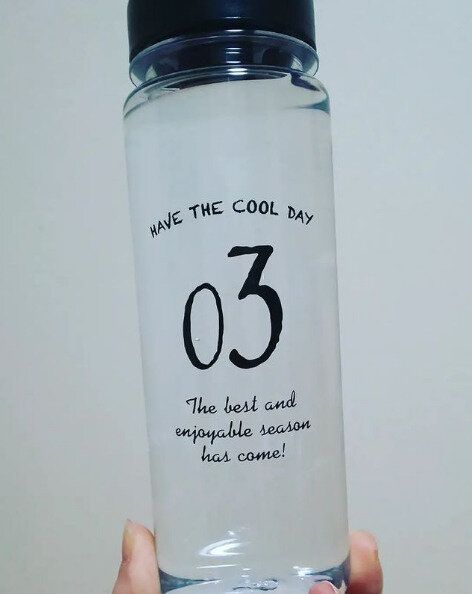 HAVE THE COOL DAY
03
The best and
enjoyable season
has come!